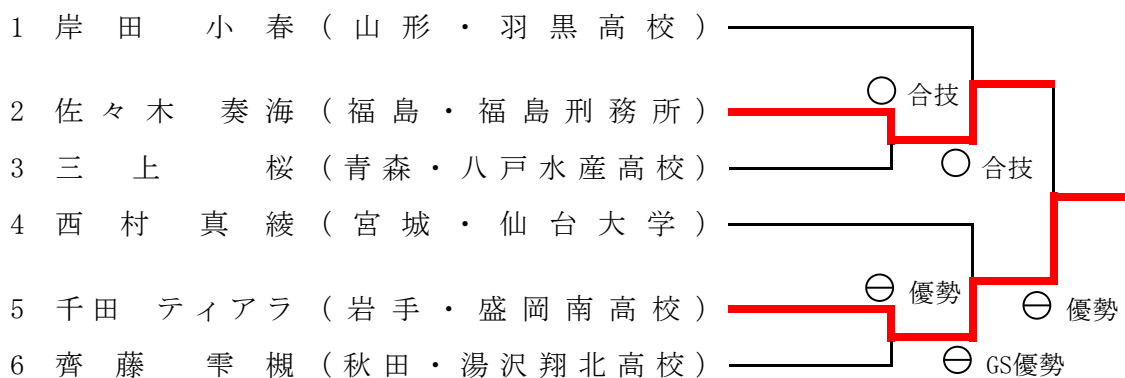 1 岸田 小春 (山形・羽黒高校)
○ 合技
2 佐々木 奏海 (福島・福島刑務所)
3 三上 桜 (青森・八戸水産高校)
○ 合技
4 西村 真綾 (宮城・仙台大学)
優勢
5 千田 ティアラ (岩手・盛岡南高校)
優勢
6 齊藤 雫槻 (秋田・湯沢翔北高校)
GS優勢